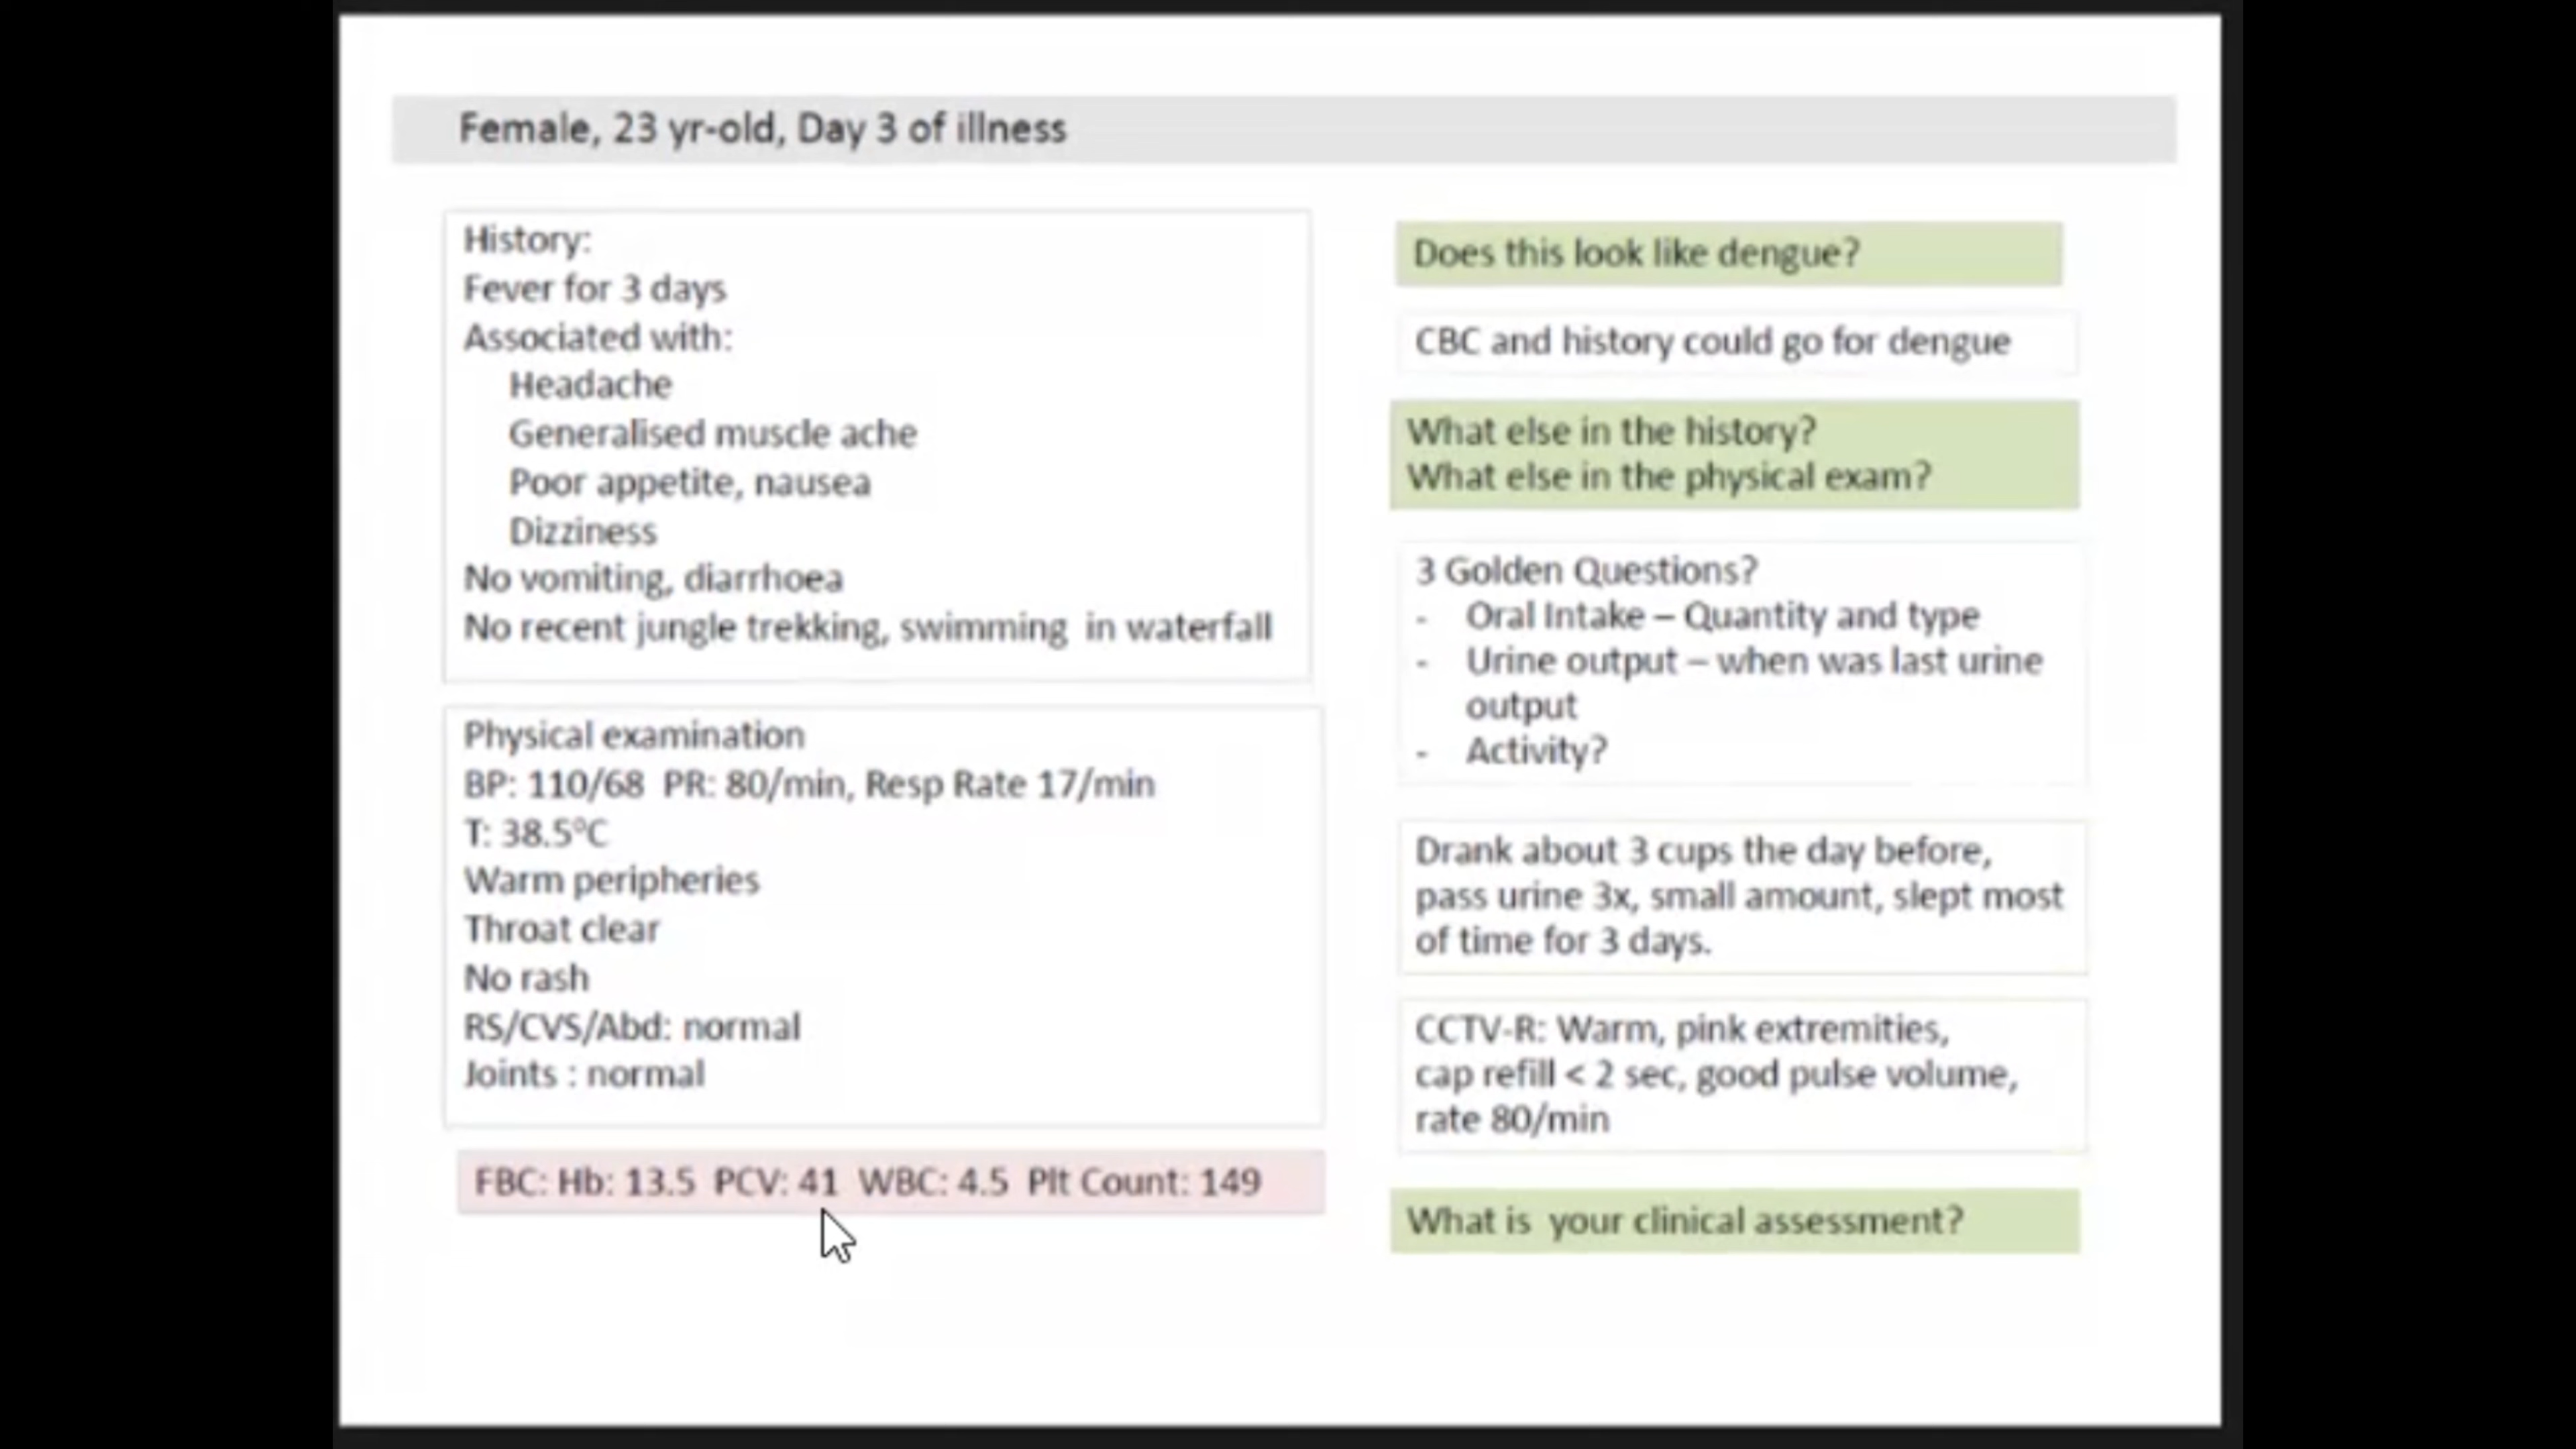 Female, 23 yr-old, Day 3 of illness
History:
Fever for 3 days
Associated with:
Headache
Generalised muscle ache
Poor appetite, nausea
Dizziness
No vomiting, diarrhoea
No recent jungle trekking, swimming in waterfall
Physical examination
BP: 110/68 PR: 80/min, Resp Rate 17/min
T: 38.5°C
Warm peripheries
Throat clear
No rash
RS/CVS/Abd: normal
Joints : normal
FBC: Hb: 13.5 PCV: 41 WBC: 4.5 Plt Count: 149
Does this look like dengue?
CBC and history could go for dengue
What else in the history?
What else in the physical exam?
3 Golden Questions?
- Oral Intake – Quantity and type
- Urine output – when was last urine
output
- Activity?
Drank about 3 cups the day before,
pass urine 3x, small amount, slept most
of time for 3 days.
CCTV-R: Warm, pink extremities,
cap refill < 2 sec, good pulse volume,
rate 80/min
What is your clinical assessment?